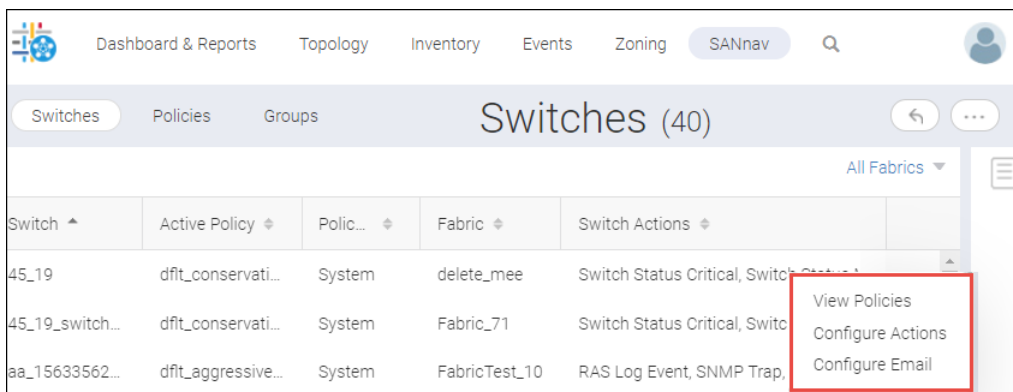 Dashboard & Reports Topology Inventory Events Zoning SANnav
Switches Policies Groups Switches (40)
All Fabrics
Switch Active Policy Polic... Fabric Switch Actions
45_19 dflt_conservati... System delete_mee Switch Status Critical, Switch
View Policies
45_19_switch... dflt_conservati... System Fabric_71 Switch Status Critical, Switc
Configure Actions
aa_15633562... dflt_aggressive... System FabricTest_10 RAS Log Event, SNMP Trap,
Configure Email